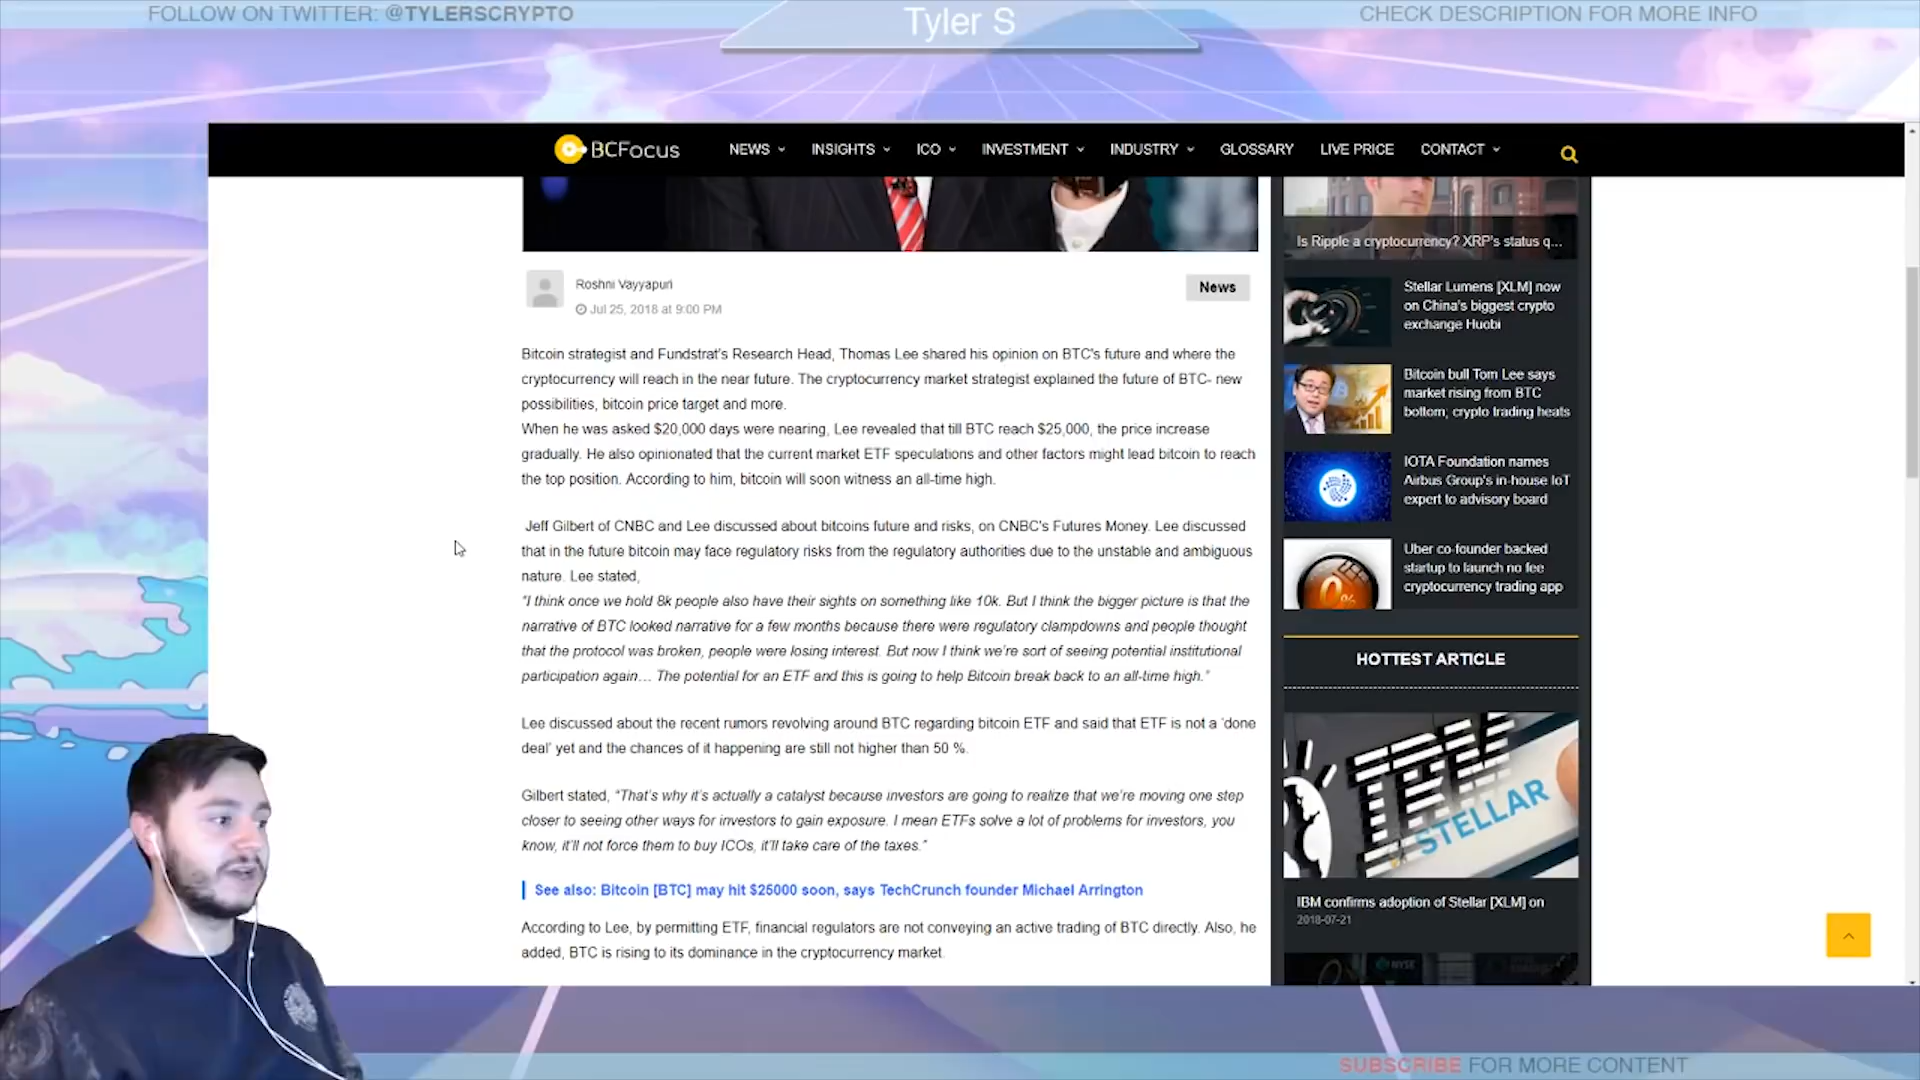 FOLLOW ON TWITTER: @TYLERSCRYPTO
Tyler S
CHECK DESCRIPTION FOR MORE INFO
BCFocus
NEWS
INSIGHTS
ICO
INVESTMENT
INDUSTRY
GLOSSARY
LIVE PRICE
CONTACT
Roshni Vayyapuri
Jul 25, 2018 at 9:00 PM
News
Bitcoin strategist and Fundstrat's Research Head, Thomas Lee shared his opinion on BTC's future and where the
cryptocurrency will reach in the near future. The cryptocurrency market strategist explained the future of BTC- new
possibilities, bitcoin price target and more.
When he was asked $20,000 days were nearing, Lee revealed that till BTC reach $25,000, the price increase
gradually. He also opinionated that the current market ETF speculations and other factors might lead bitcoin to reach
the top position. According to him, bitcoin will soon witness an all-time high.
Jeff Gilbert of CNBC and Lee discussed about bitcoins future and risks, on CNBC's Futures Money. Lee discussed
that in the future bitcoin may face regulatory risks from the regulatory authorities due to the unstable and ambiguous
nature. Lee stated,
“I think once we hold 8k people also have their sights on something like 10k. But I think the bigger picture is that the
narrative of BTC looked narrative for a few months because there were regulatory clampdowns and people thought
that the protocol was broken, people were losing interest. But now I think we're sort of seeing potential institutional
participation again… The potential for an ETF and this is going to help Bitcoin break back to an all-time high.”
Lee discussed about the recent rumors revolving around BTC regarding bitcoin ETF and said that ETF is not a ‘done
deal’ yet and the chances of it happening are still not higher than 50 %.
Gilbert stated, “That's why it's actually a catalyst because investors are going to realize that we're moving one step
closer to seeing other ways for investors to gain exposure. I mean ETFs solve a lot of problems for investors, you
know, it'll not force them to buy ICOs, it'll take care of the taxes.”
See also: Bitcoin [BTC] may hit $25000 soon, says TechCrunch founder Michael Arrington
According to Lee, by permitting ETF, financial regulators are not conveying an active trading of BTC directly. Also, he
added, BTC is rising to its dominance in the cryptocurrency market.
Is Ripple a cryptocurrency? XRP's status q...
Stellar Lumens [XLM] now
on China's biggest crypto
exchange Huobi
Bitcoin bull Tom Lee says
market rising from BTC
bottom; crypto trading heats
IOTA Foundation names
Airbus Group's in-house IoT
expert to advisory board
0%
Uber co-founder backed
startup to launch no fee
cryptocurrency trading app
HOTTEST ARTICLE
IBM
STELLAR
IBM confirms adoption of Stellar [XLM] on
2018-07-21
NYSE
SUBSCRIBE FOR MORE CONTENT